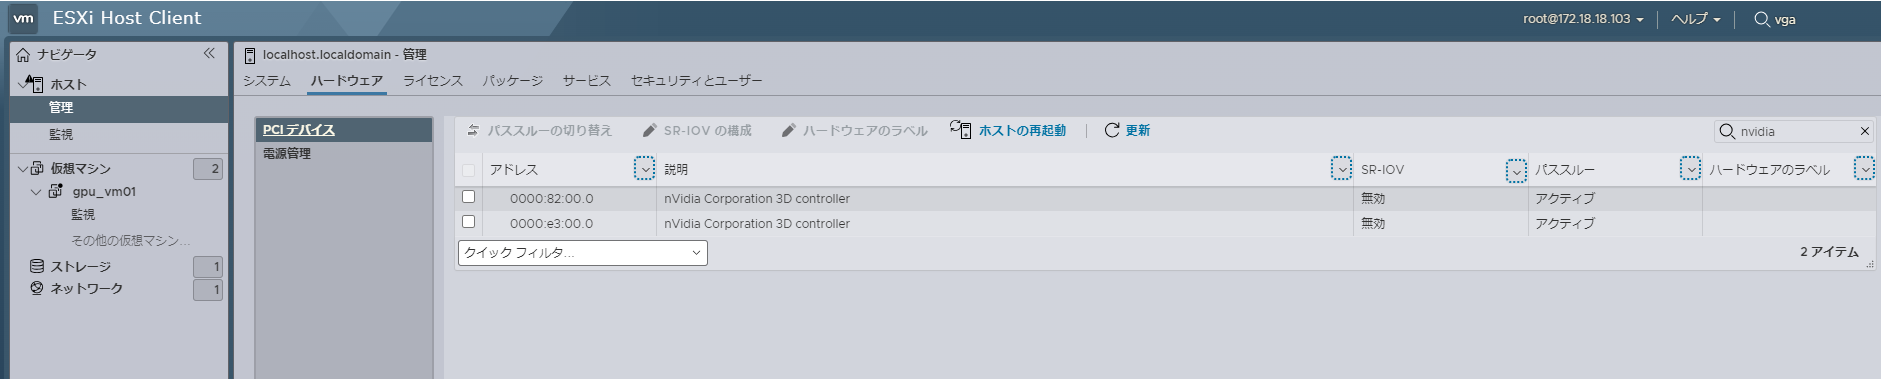 vm ESXi Host Client root@172.18.18.103 ヘルプ vga
ナビゲータ
ホスト
管理
監視
仮想マシン 2
gpu_vm01
監視
その他の仮想マシン...
ストレージ 1
ネットワーク 1
localhost.localdomain - 管理
システム ハードウェア ライセンス パッケージ サービス セキュリティとユーザー
PCI デバイス
電源管理
パススルーの切り替え SR-IOV の構成 ハードウェアのラベル ホストの再起動 更新 nvidia
アドレス 説明 SR-IOV パススルー ハードウェアのラベル
0000:82:00.0 nVidia Corporation 3D controller 無効 アクティブ
0000:e3:00.0 nVidia Corporation 3D controller 無効 アクティブ
クイック フィルタ... 2 アイテム